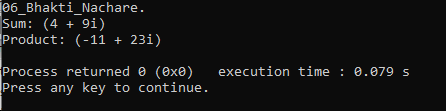 06_Bhakti_Nachare.
Sum: (4 + 9i)
Product: (-11 + 23i)
Process returned 0 (0x0)   execution time : 0.079 s
Press any key to continue.